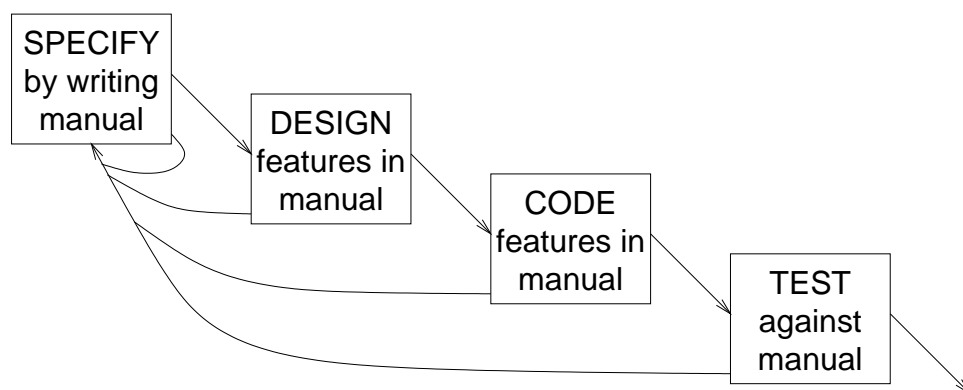 SPECIFY
by writing
manual
DESIGN
features in
manual
CODE
features in
manual
TEST
against
manual